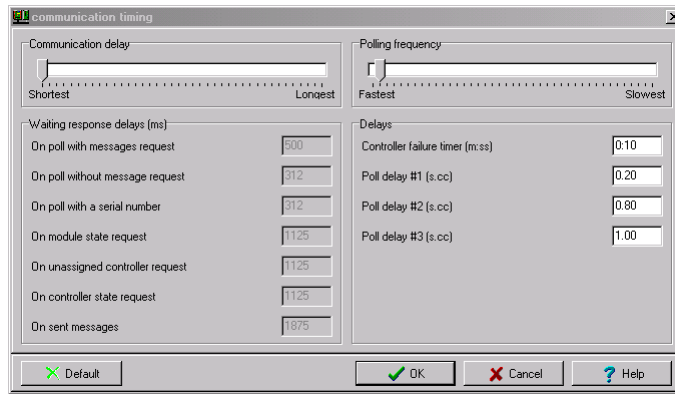 communication timing
Communication delay
Shortest Longest
Polling frequency
Fastest Slowest
Waiting response delays (ms)
On poll with messages request 500
On poll without message request 312
On poll with a serial number 312
On module state request 1125
On unassigned controller request 1125
On controller state request 1125
On sent messages 1875
Delays
Controller failure timer (m:ss) 0:10
Poll delay #1 (s.cc) 0.20
Poll delay #2 (s.cc) 0.80
Poll delay #3 (s.cc) 1.00
Default OK Cancel Help